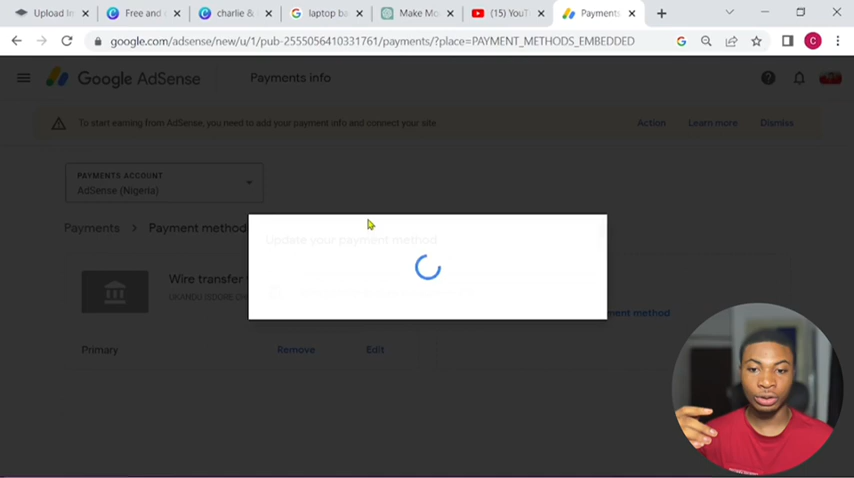 Upload In
Free and
charlie &
laptop ba
Make Mo
(15) YouT
Payments
google.com/adsense/new/u/1/pub-2555056410331761/payments/?place=PAYMENT_METHODS_EMBEDDED
C
Google AdSense
Payments info
To start earning from AdSense, you need to add your payment info and connect your site
Action
Learn more
Dismiss
PAYMENTS ACCOUNT
AdSense (Nigeria)
Payments > Payment method
Update your payment method
Wire transfer
ment method
Primary
Remove
Edit